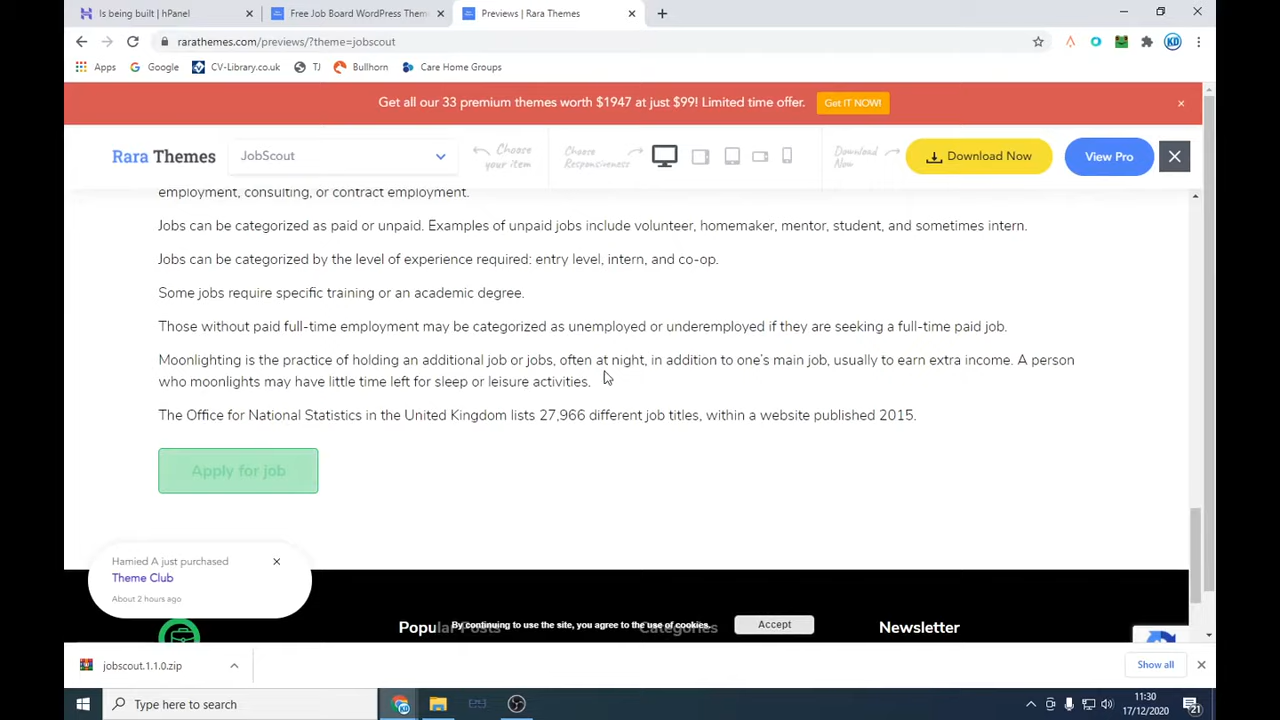 Is being built | hPanel
Free Job Board WordPress Them
Previews | Rara Themes
rarathemes.com/previews/?theme=jobscout
KD
Apps
Google
CV-Library.co.uk
TJ
Bullhorn
Care Home Groups
Get all our 33 premium themes worth $1947 at just $99! Limited time offer.
Get IT NOW!
Rara Themes
JobScout
Choose
your item
Choose
Responsiveness
Download
Now
Download Now
View Pro
employment, consulting, or contract employment.
Jobs can be categorized as paid or unpaid. Examples of unpaid jobs include volunteer, homemaker, mentor, student, and sometimes intern.
Jobs can be categorized by the level of experience required: entry level, intern, and co-op.
Some jobs require specific training or an academic degree.
Those without paid full-time employment may be categorized as unemployed or underemployed if they are seeking a full-time paid job.
Moonlighting is the practice of holding an additional job or jobs, often at night, in addition to one's main job, usually to earn extra income. A person
who moonlights may have little time left for sleep or leisure activities.
The Office for National Statistics in the United Kingdom lists 27,966 different job titles, within a website published 2015.
Apply for job
Hamied A just purchased
Theme Club
About 2 hours ago
Popular Posts
By continuing to use the site, you agree to the use of cookies.
Categories
Accept
Newsletter
jobscout.1.1.0.zip
Show all
Type here to search
11:30
17/12/2020
21